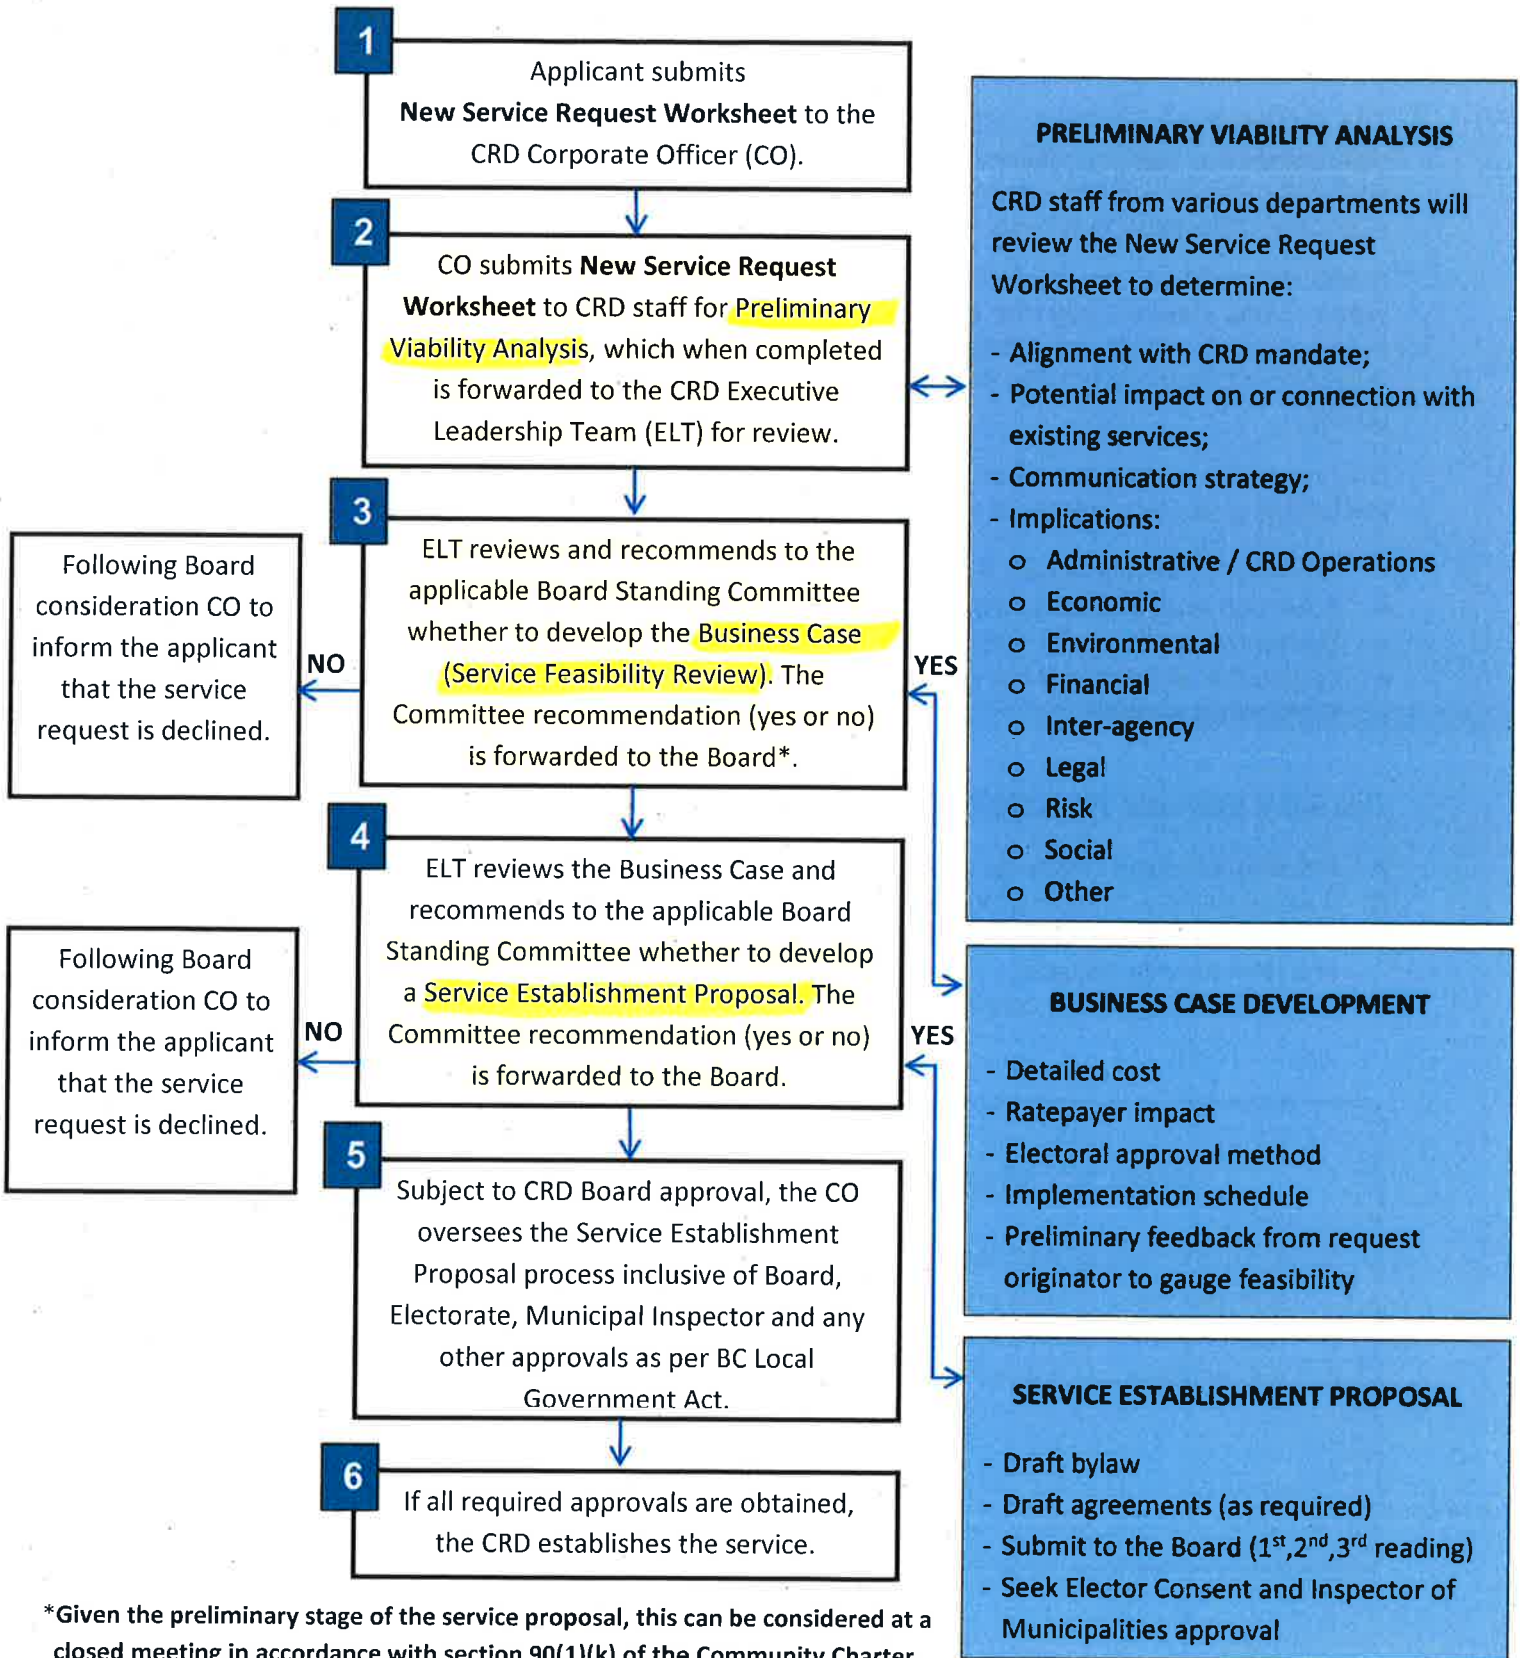 1
Applicant submits
New Service Request Worksheet to the
CRD Corporate Officer (CO).
2
CO submits New Service Request
Worksheet to CRD staff for Preliminary
Viability Analysis, which when completed
is forwarded to the CRD Executive
Leadership Team (ELT) for review.
3
ELT reviews and recommends to the
applicable Board Standing Committee
whether to develop the Business Case
(Service Feasibility Review). The
Committee recommendation (yes or no)
is forwarded to the Board*.
NO
Following Board
consideration CO to
inform the applicant
that the service
request is declined.
YES
4
ELT reviews the Business Case and
recommends to the applicable Board
Standing Committee whether to develop
a Service Establishment Proposal. The
Committee recommendation (yes or no)
is forwarded to the Board.
NO
Following Board
consideration CO to
inform the applicant
that the service
request is declined.
YES
5
Subject to CRD Board approval, the CO
oversees the Service Establishment
Proposal process inclusive of Board,
Electorate, Municipal Inspector and any
other approvals as per BC Local
Government Act.
6
If all required approvals are obtained,
the CRD establishes the service.
*Given the preliminary stage of the service proposal, this can be considered at a
closed meeting in accordance with section 90(1)(k) of the Community Charter
PRELIMINARY VIABILITY ANALYSIS
CRD staff from various departments will
review the New Service Request
Worksheet to determine:
- Alignment with CRD mandate;
- Potential impact on or connection with
existing services;
- Communication strategy;
- Implications:
o Administrative / CRD Operations
o Economic
o Environmental
o Financial
o Inter-agency
o Legal
o Risk
o Social
o Other
BUSINESS CASE DEVELOPMENT
- Detailed cost
- Ratepayer impact
- Electoral approval method
- Implementation schedule
- Preliminary feedback from request
originator to gauge feasibility
SERVICE ESTABLISHMENT PROPOSAL
- Draft bylaw
- Draft agreements (as required)
- Submit to the Board (1st,2nd,3rd reading)
- Seek Elector Consent and Inspector of
Municipalities approval